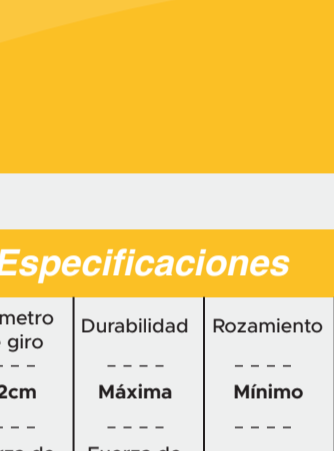 Especificaciones
metro
giro
Durabilidad
Rozamiento
2cm
Máxima
Mínimo